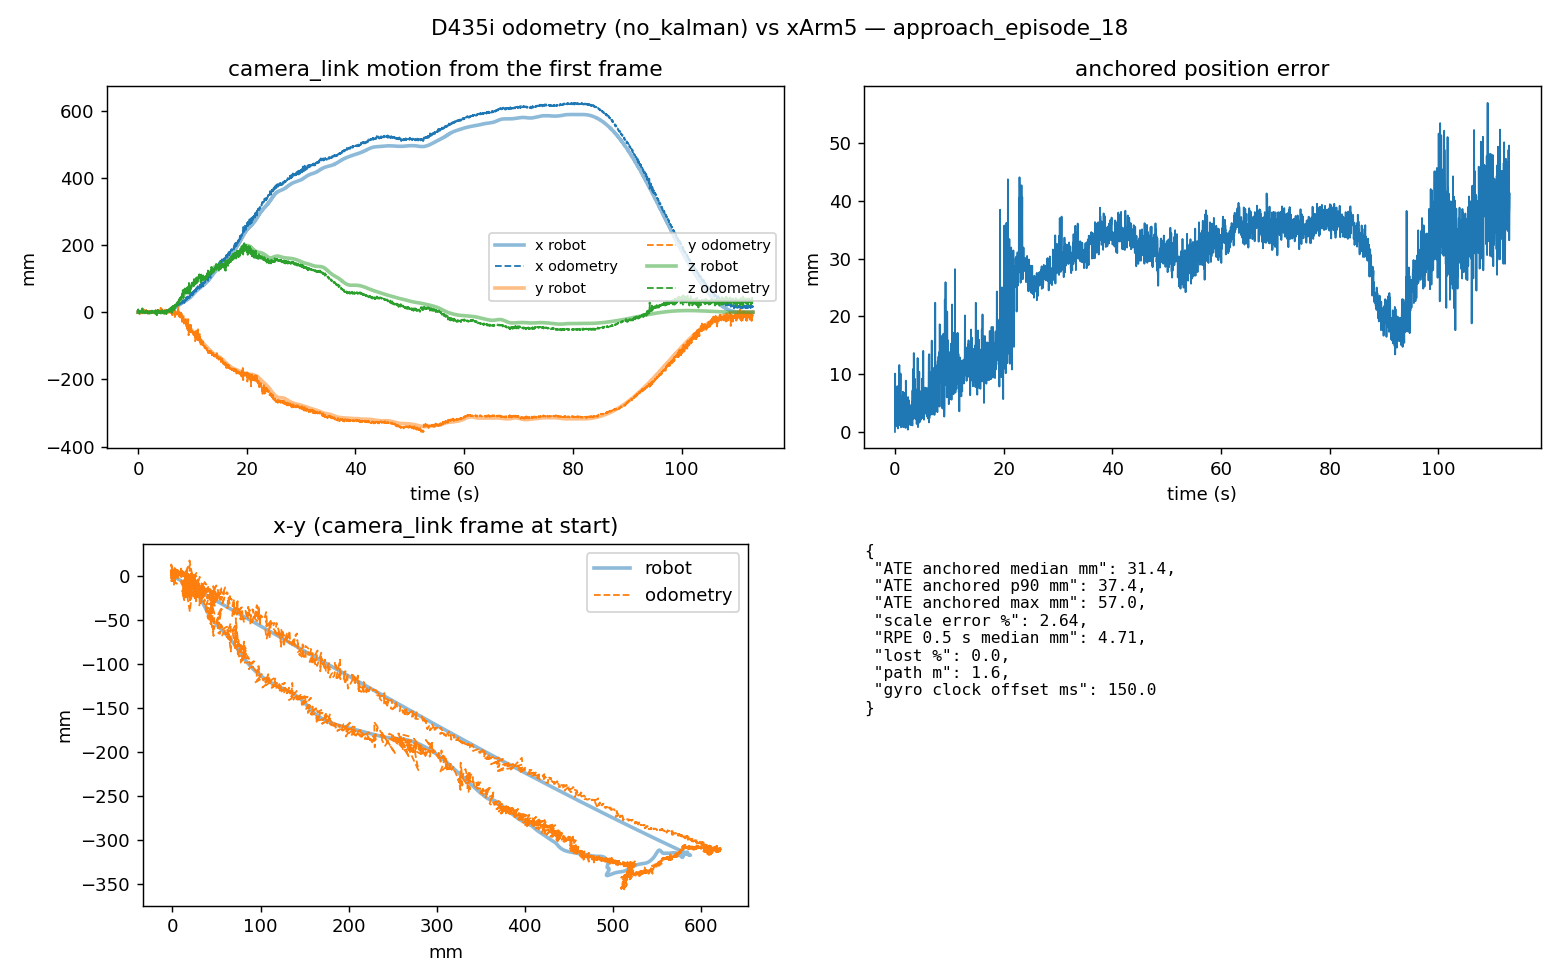 D435i odometry (no_kalman) vs xArm5 — approach_episode_18
camera_link motion from the first frame
600
400
200
0
−200
−400
mm
x robot
x odometry
y robot
y odometry
z robot
z odometry
0 20 40 60 80 100
time (s)
anchored position error
50
40
30
20
10
0
mm
0 20 40 60 80 100
time (s)
x-y (camera_link frame at start)
0
−50
−100
−150
−200
−250
−300
−350
mm
robot
odometry
0 100 200 300 400 500 600
mm
{
"ATE anchored median mm": 31.4,
"ATE anchored p90 mm": 37.4,
"ATE anchored max mm": 57.0,
"scale error %": 2.64,
"RPE 0.5 s median mm": 4.71,
"lost %": 0.0,
"path m": 1.6,
"gyro clock offset ms": 150.0
}